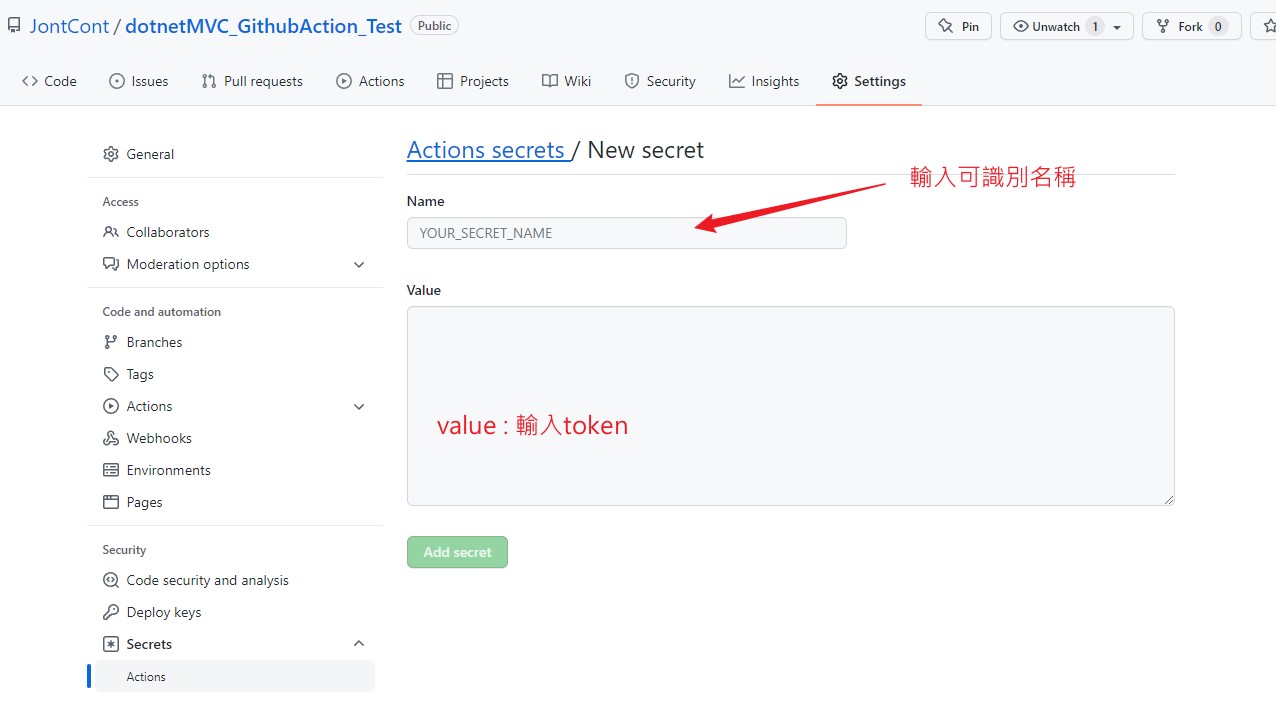 JontCont / dotnetMVC_GithubAction_Test Public Pin Unwatch 1 Fork 0
Code Issues Pull requests Actions Projects Wiki Security Insights Settings
General
Access
Collaborators
Moderation options
Code and automation
Branches
Tags
Actions
Webhooks
Environments
Pages
Security
Code security and analysis
Deploy keys
Secrets
Actions
Actions secrets / New secret
輸入可識別名稱
Name
YOUR_SECRET_NAME
Value
value : 輸入token
Add secret